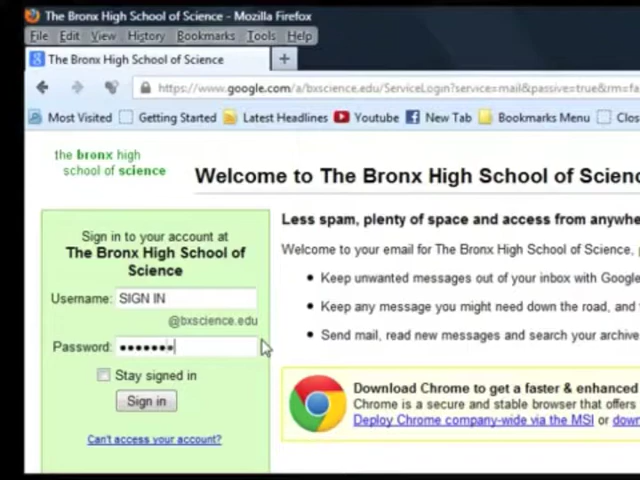 The Bronx High School of Science - Mozilla Firefox
File Edit View History Bookmarks Tools Help
The Bronx High School of Science
https://www.google.com/a/bxscience.edu/ServiceLogin?service=mail&passive=true&rm=fa
Most Visited Getting Started Latest Headlines Youtube New Tab Bookmarks Menu Clos
the bronx high
school of science
Welcome to The Bronx High School of Scienc
Sign in to your account at
The Bronx High School of
Science
Username: SIGN IN
@bxscience.edu
Password:
Stay signed in
Sign in
Can't access your account?
Less spam, plenty of space and access from anywhe
Welcome to your email for The Bronx High School of Science,
Keep unwanted messages out of your inbox with Google
Keep any message you might need down the road, and
Send mail, read new messages and search your archive
Download Chrome to get a faster & enhanced
Chrome is a secure and stable browser that offers
Deploy Chrome company-wide via the MSI or down